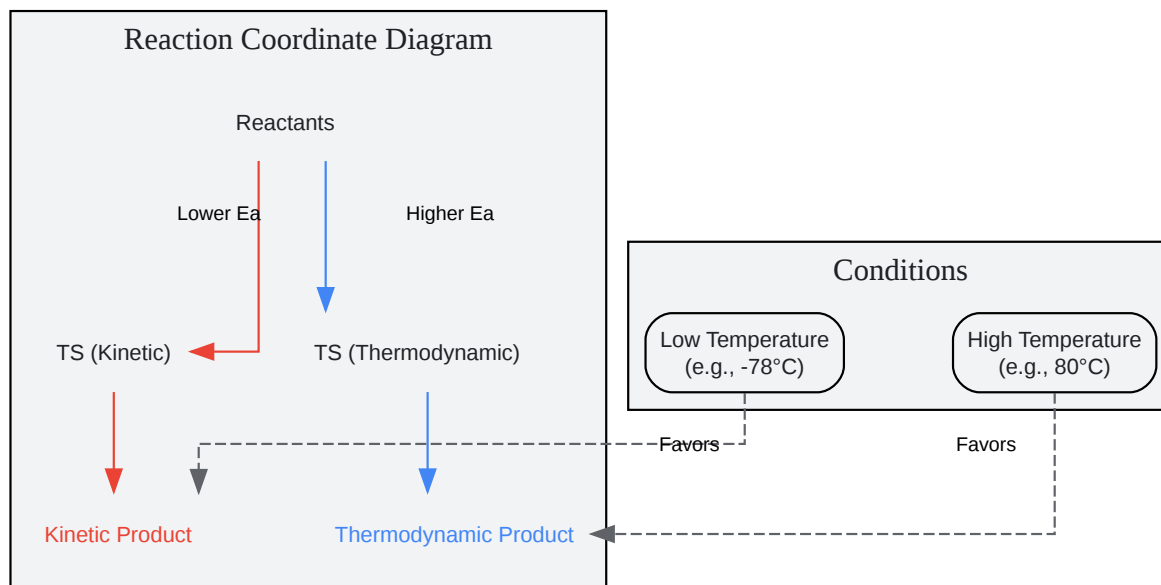 Reaction Coordinate Diagram
Reactants
Lower Ea
Higher Ea
TS (Kinetic)
TS (Thermodynamic)
Kinetic Product
Thermodynamic Product
Conditions
Low Temperature
(e.g., -78°C)
High Temperature
(e.g., 80°C)
Favors
Favors